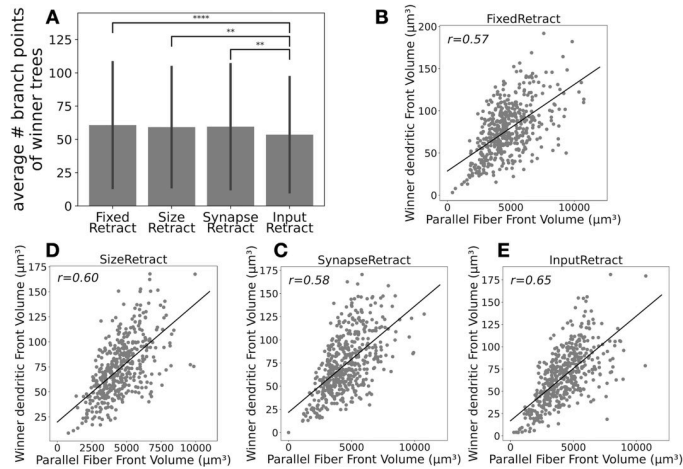 A
average # branch points
of winner trees
125
100
75
50
25
0
****
**
**
Fixed
Retract
Size
Retract
Synapse
Retract
Input
Retract
B
FixedRetract
r=0.57
Winner dendritic Front Volume (μm³)
200
150
100
50
0
0
5000
10000
Parallel Fiber Front Volume (μm³)
D
SizeRetract
r=0.60
Winner dendritic Front Volume (μm³)
175
150
125
100
75
50
25
0
2500
5000
7500
10000
Parallel Fiber Front Volume (μm³)
C
SynapseRetract
r=0.58
Winner dendritic Front Volume (μm³)
175
150
125
100
75
50
25
0
0
5000
10000
Parallel Fiber Front Volume (μm³)
E
InputRetract
r=0.65
Winner dendritic Front Volume (μm³)
175
150
125
100
75
50
25
0
0
5000
10000
Parallel Fiber Front Volume (μm³)